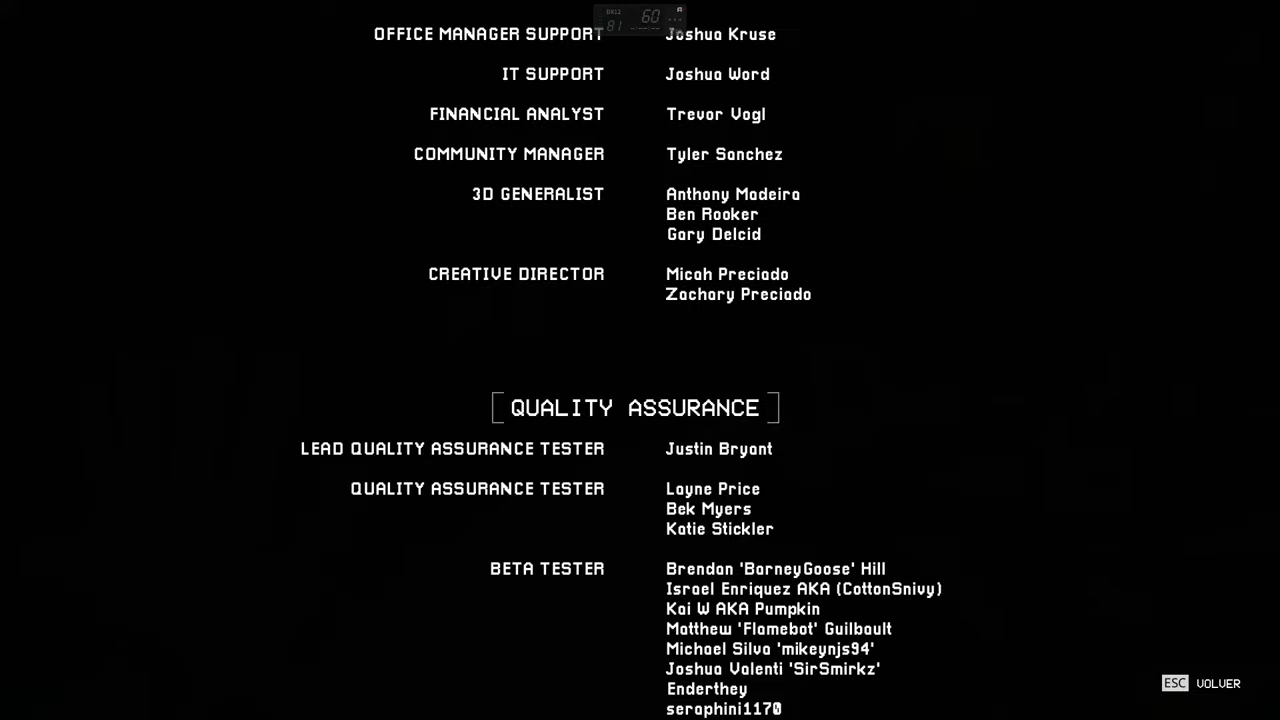 DX12 60
81
OFFICE MANAGER SUPPORT Joshua Kruse
IT SUPPORT Joshua Word
FINANCIAL ANALYST Trevor Vogl
COMMUNITY MANAGER Tyler Sanchez
3D GENERALIST Anthony Madeira
Ben Rooker
Gary Delcid
CREATIVE DIRECTOR Micah Preciado
Zachary Preciado
QUALITY ASSURANCE
LEAD QUALITY ASSURANCE TESTER Justin Bryant
QUALITY ASSURANCE TESTER Layne Price
Bek Myers
Katie Stickler
BETA TESTER Brendan 'BarneyGoose' Hill
Israel Enriquez AKA (CottonSnivy)
Kai W AKA Pumpkin
Matthew 'Flamebot' Guilbault
Michael Silva 'mikeynjs94'
Joshua Valenti 'SirSmirkz'
Enderthey
seraphini1170
ESC VOLVER